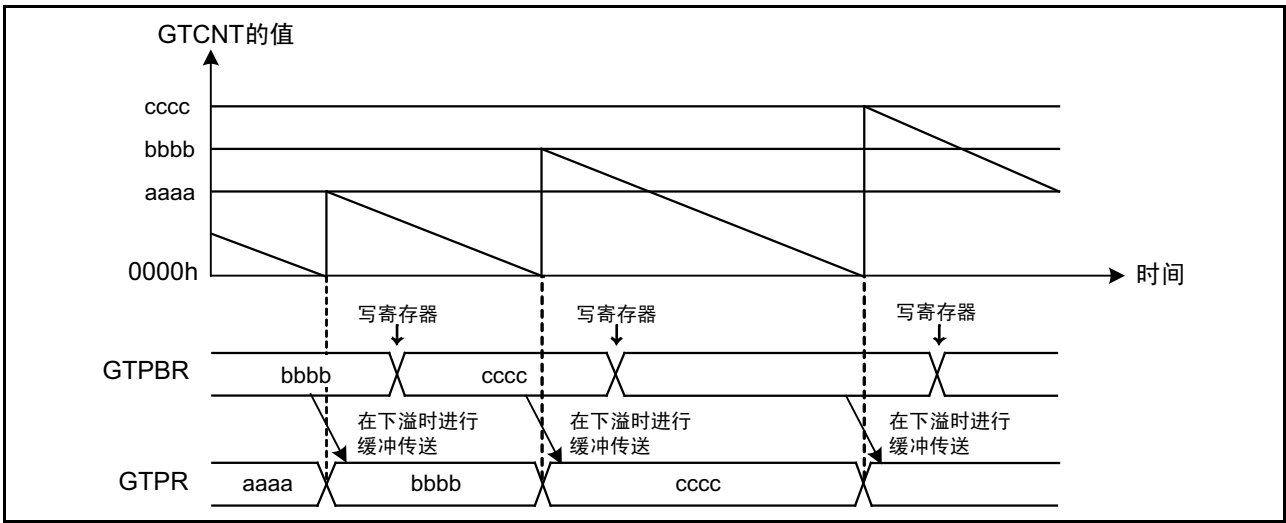 GTCNT的值
cccc
bbbb
aaaa
0000h
时间
写寄存器 写寄存器 写寄存器
GTPBR bbbb cccc
在下溢时进行 在下溢时进行 在下溢时进行
缓冲传送 缓冲传送 缓冲传送
GTPR aaaa bbbb cccc